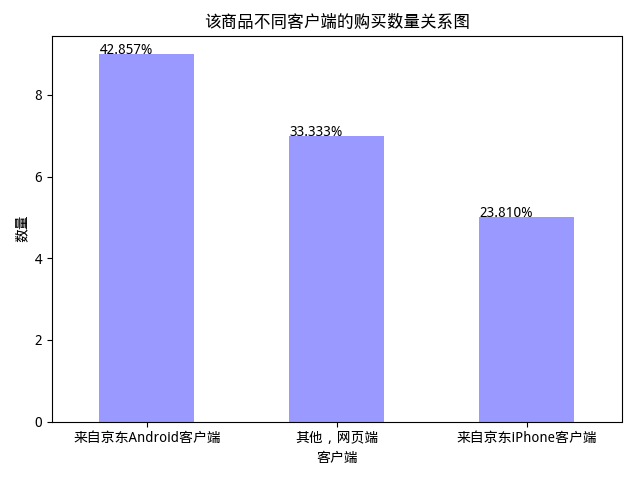 该商品不同客户端的购买数量关系图
42.857%
33.333%
23.810%
数量
8
6
4
2
0
来自京东Android客户端
其他，网页端
来自京东iPhone客户端
客户端